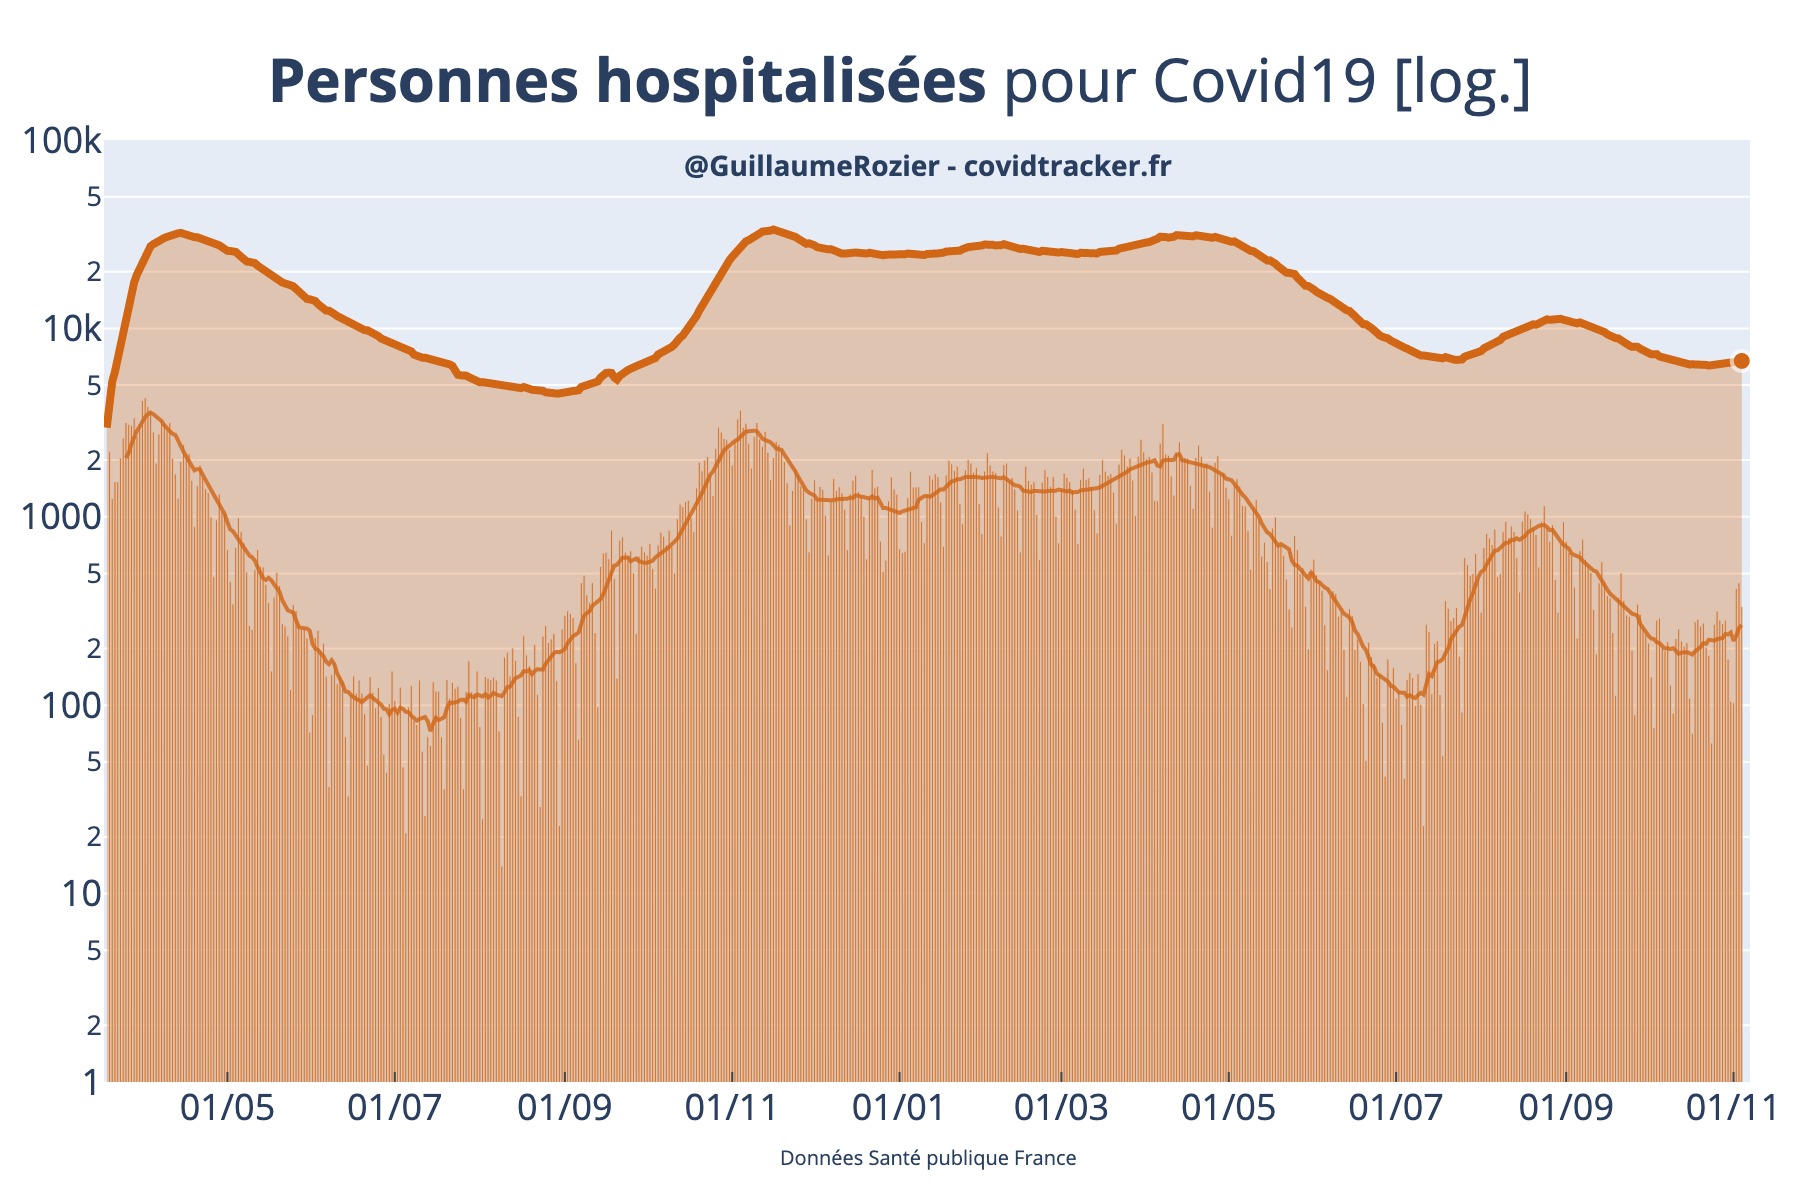 Personnes hospitalisées pour Covid19 [log.]
@GuillaumeRozier - covidtracker.fr
100k
5
2
10k
5
2
1000
5
2
100
5
2
10
5
2
1
01/05 01/07 01/09 01/11 01/01 01/03 01/05 01/07 01/09 01/11
Données Santé publique France